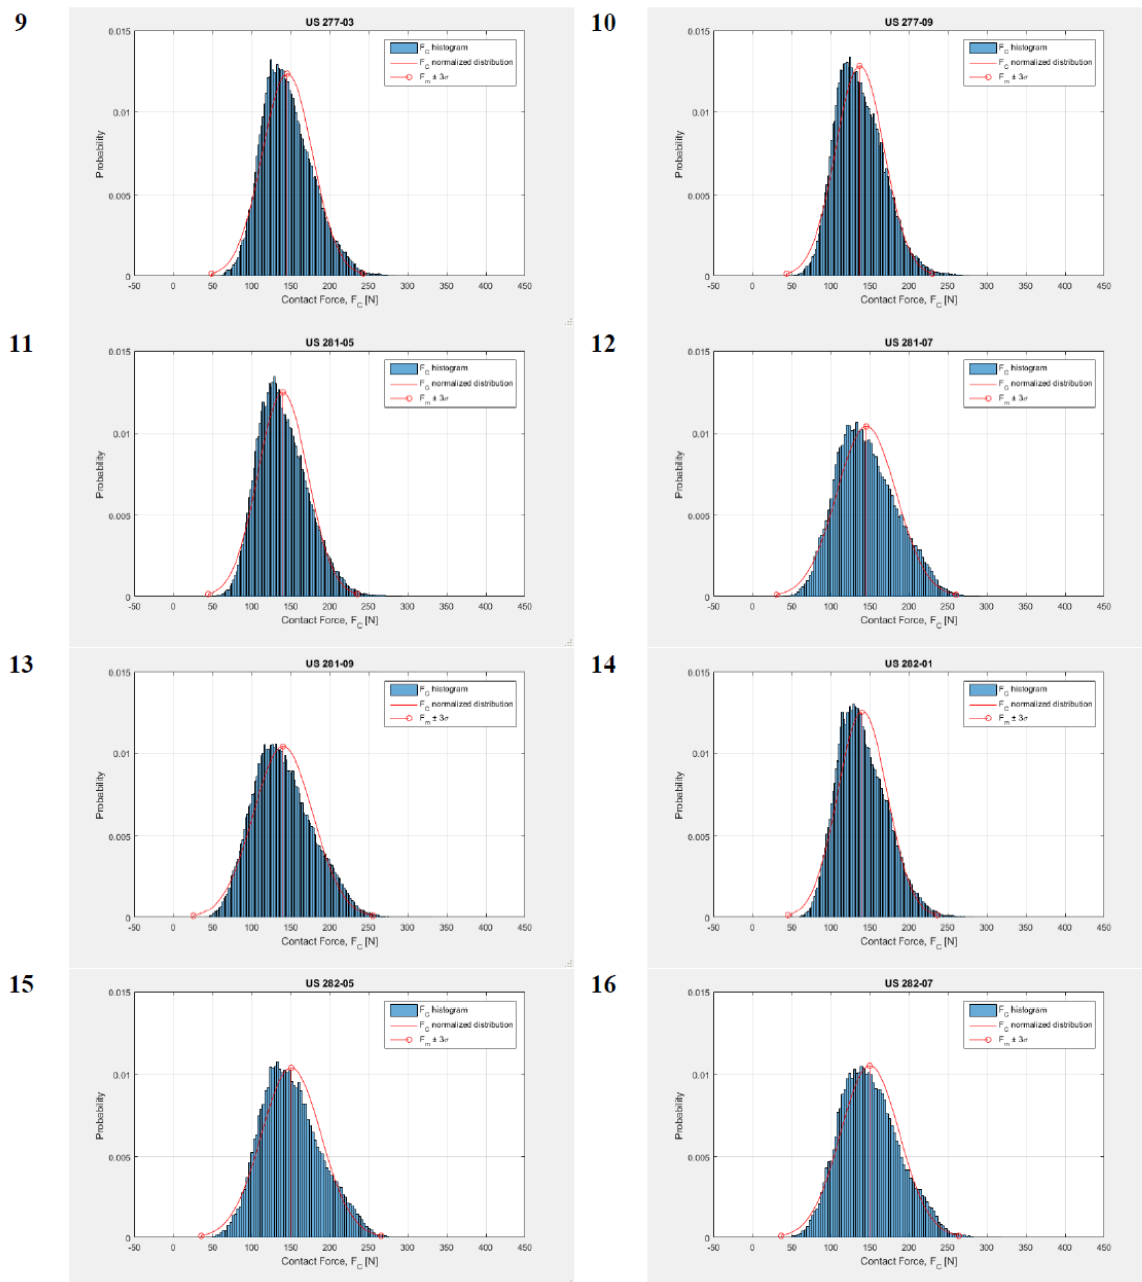 9
US 277-03
0.015
0.01
0.005
0
Probability
F_C histogram
F_C normalized distribution
F_m ± 3σ
-50 0 50 100 150 200 250 300 350 400 450
Contact Force, F_C [N]
10
US 277-09
0.015
0.01
0.005
0
Probability
F_C histogram
F_C normalized distribution
F_m ± 3σ
-50 0 50 100 150 200 250 300 350 400 450
Contact Force, F_C [N]
11
US 281-05
0.015
0.01
0.005
0
Probability
F_C histogram
F_C normalized distribution
F_m ± 3σ
-50 0 50 100 150 200 250 300 350 400 450
Contact Force, F_C [N]
12
US 281-07
0.015
0.01
0.005
0
Probability
F_C histogram
F_C normalized distribution
F_m ± 3σ
-50 0 50 100 150 200 250 300 350 400 450
Contact Force, F_C [N]
13
US 281-09
0.015
0.01
0.005
0
Probability
F_C histogram
F_C normalized distribution
F_m ± 3σ
-50 0 50 100 150 200 250 300 350 400 450
Contact Force, F_C [N]
14
US 282-01
0.015
0.01
0.005
0
Probability
F_C histogram
F_C normalized distribution
F_m ± 3σ
-50 0 50 100 150 200 250 300 350 400 450
Contact Force, F_C [N]
15
US 282-05
0.015
0.01
0.005
0
Probability
F_C histogram
F_C normalized distribution
F_m ± 3σ
-50 0 50 100 150 200 250 300 350 400 450
Contact Force, F_C [N]
16
US 282-07
0.015
0.01
0.005
0
Probability
F_C histogram
F_C normalized distribution
F_m ± 3σ
-50 0 50 100 150 200 250 300 350 400 450
Contact Force, F_C [N]